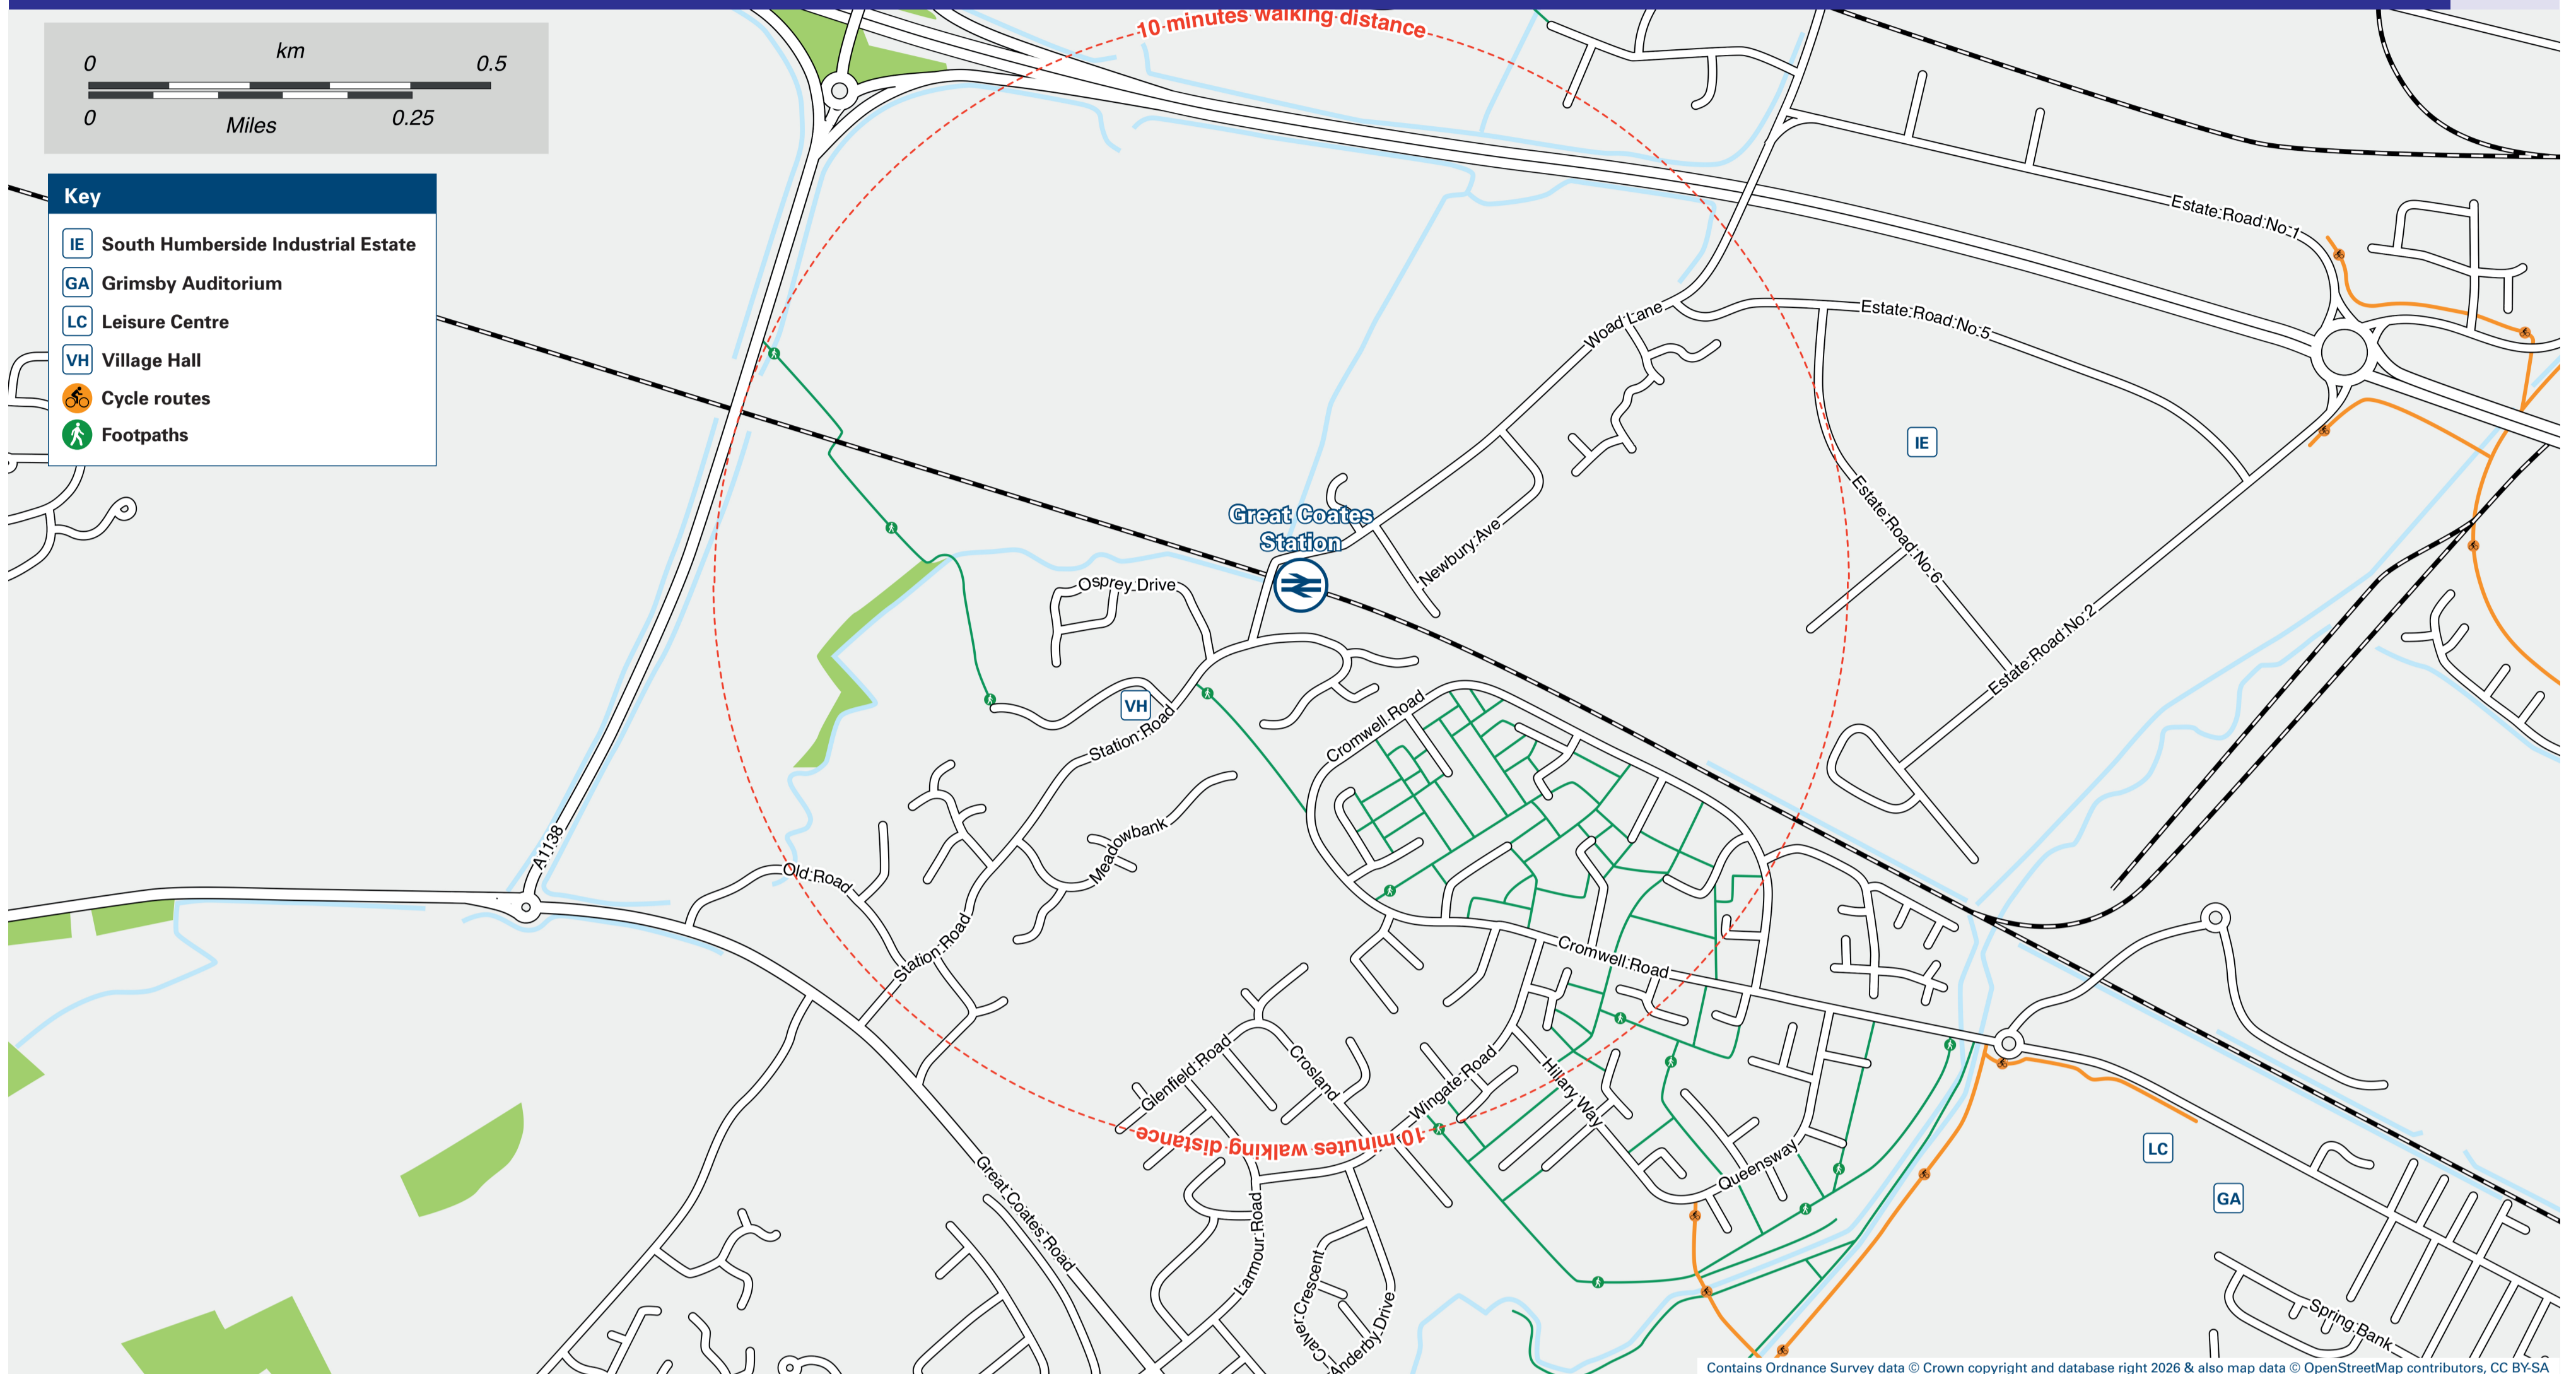 10 minutes walking distance
km
0 0.5
0 0.25
Miles
Key
IE South Humberside Industrial Estate
GA Grimsby Auditorium
LC Leisure Centre
VH Village Hall
Cycle routes
Footpaths
Estate Road No 1
Woad Lane
Estate Road No 5
IE
Great Coates
Station
Newbury Ave
Estate Road No 6
Osprey Drive
Estate Road No 2
VH
Station Road
Cromwell Road
A1138
Meadowbank
Old Road
Station Road
Cromwell Road
Glenfield Road
Crosland
Wingate Road
Hillary Way
10 minutes walking distance
LC
Queensway
GA
Great Coates Road
Larmour Road
Calver Crescent
Anderby Drive
Spring Bank
Contains Ordnance Survey data © Crown copyright and database right 2026 & also map data © OpenStreetMap contributors, CC BY-SA